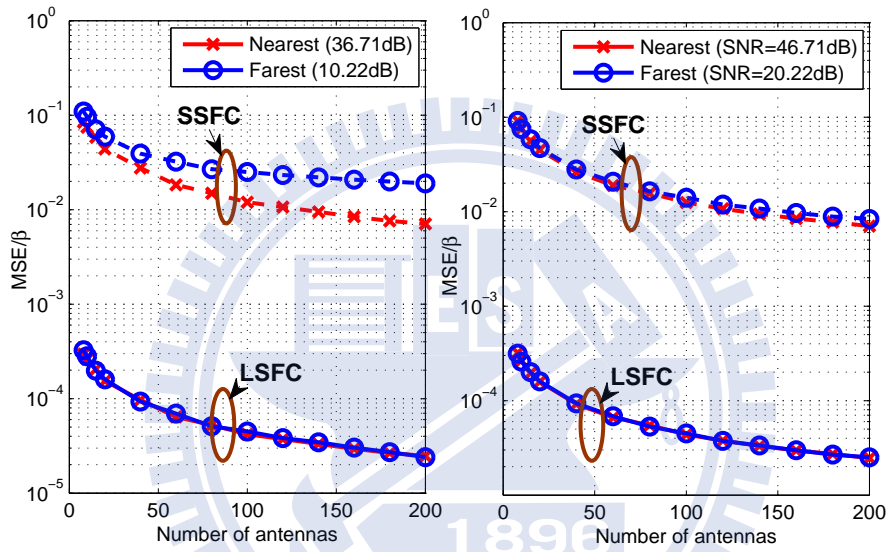 10^0
10^-1
10^-2
10^-3
10^-4
10^-5
MSE/β
0 50 100 150 200
Number of antennas
Nearest (36.71dB)
Farest (10.22dB)
SSFC
LSFC
10^0
10^-1
10^-2
10^-3
10^-4
MSE/β
0 50 100 150 200
Number of antennas
Nearest (SNR=46.71dB)
Farest (SNR=20.22dB)
SSFC
LSFC
E S A
1896